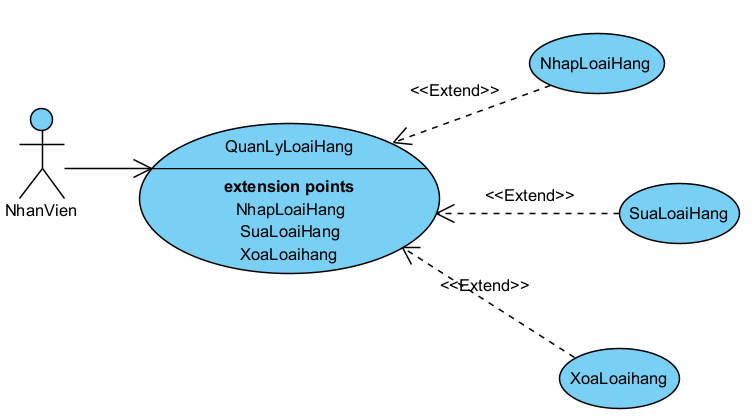 NhapLoaiHang
<<Extend>>
QuanLyLoaiHang
extension points
NhapLoaiHang
SuaLoaiHang
XoaLoaihang
NhanVien
<<Extend>>
SuaLoaiHang
<<Extend>>
XoaLoaihang